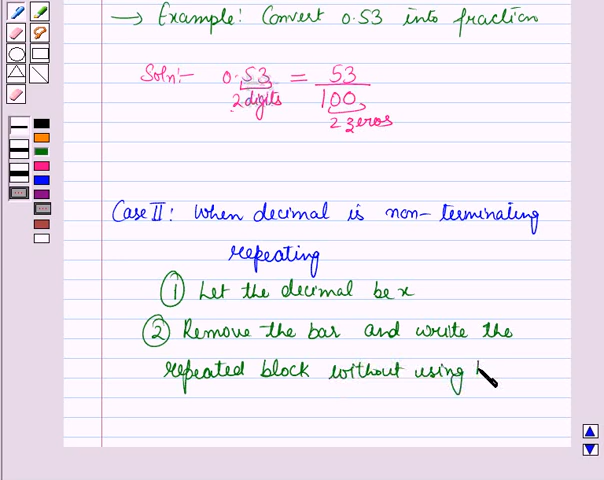 → Example: Convert 0.53 into fraction
Soln:- 0.53 = 53/100
2 digits
2 zeros
Case II: When decimal is non-terminating
repeating
① Let the decimal be x
② Remove the bar and write the
repeated block without using